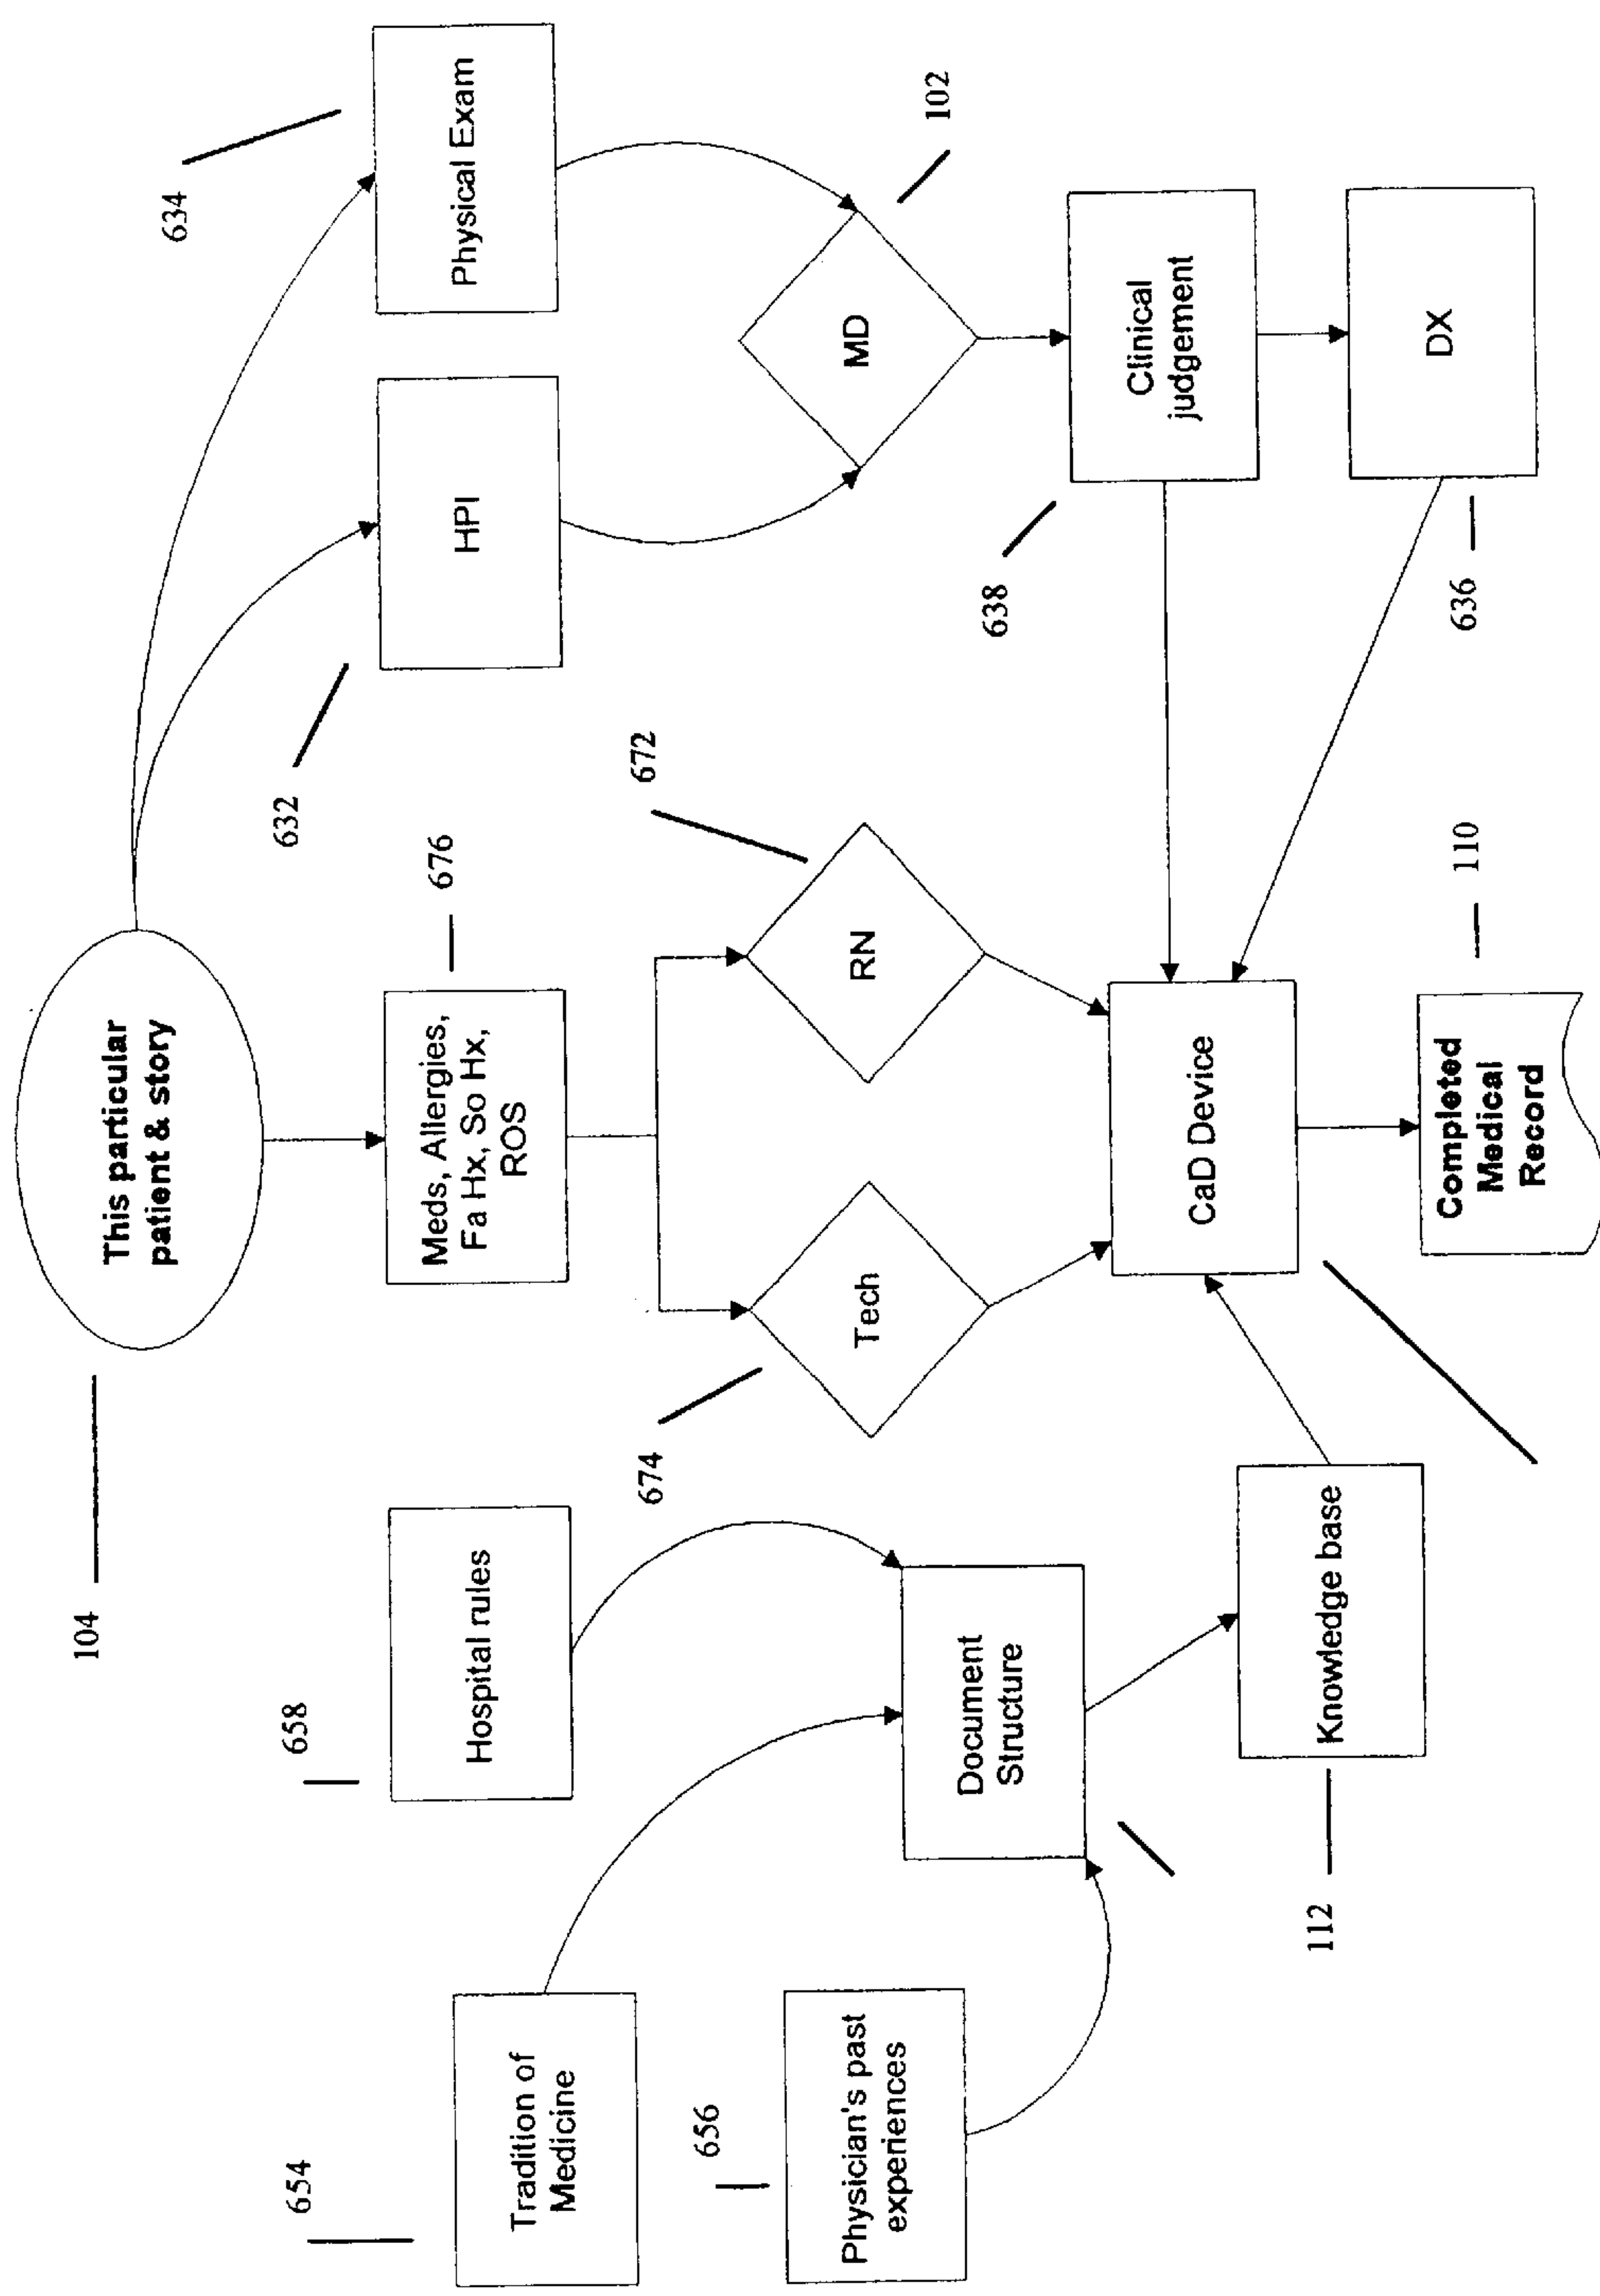 104
This particular
patient & story
634
654
Tradition of
Medicine
658
Hospital rules
Meds, Allergies,
Fa Hx, So Hx,
ROS
676
632
HPI
Physical Exam
656
Physician's past
experiences
674
Tech
RN
672
MD
102
Document
Structure
CaD Device
638
Clinical
judgement
112
Knowledge base
Completed
Medical
Record
110
636
DX